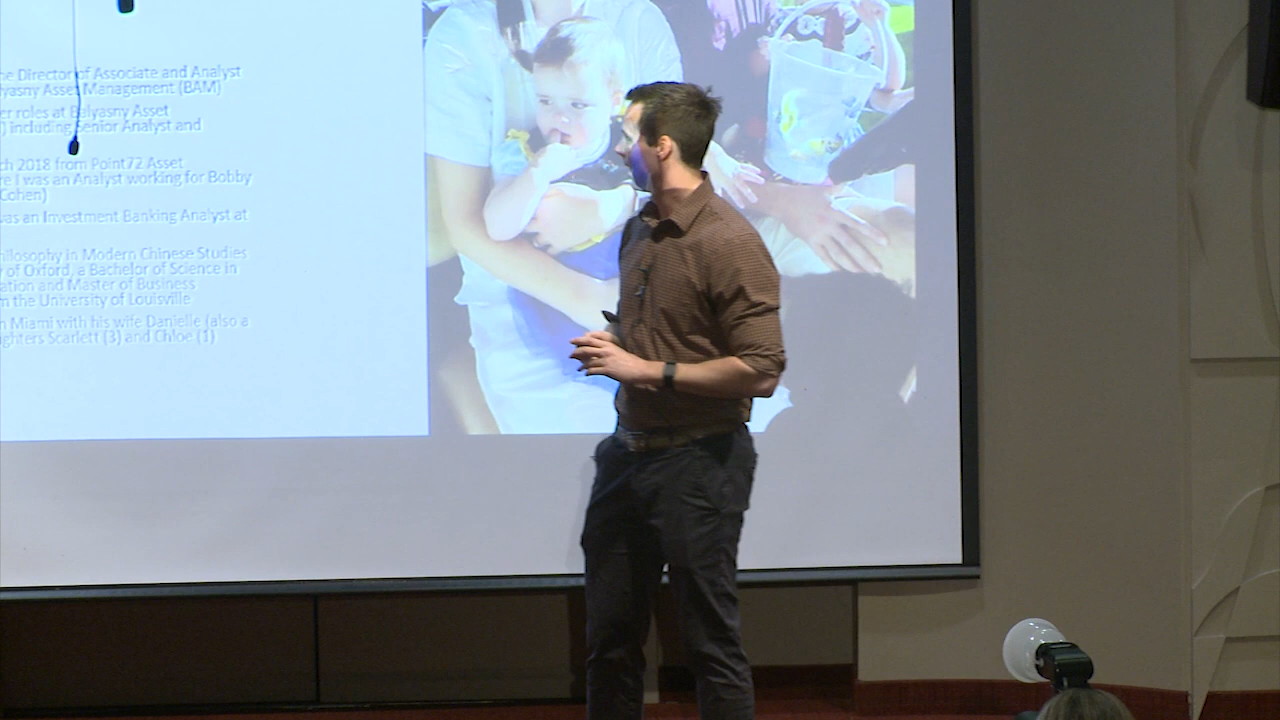 he Director of Associate and Analyst
lyasny Asset Management (BAM)
er roles at Balyasny Asset
) including Senior Analyst and
ch 2018 from Point72 Asset
re I was an Analyst working for Bobby
Cohen)
was an Investment Banking Analyst at
hilosophy in Modern Chinese Studies
y of Oxford, a Bachelor of Science in
ation and Master of Business
m the University of Louisville
n Miami with his wife Danielle (also a
ghters Scarlett (3) and Chloe (1)